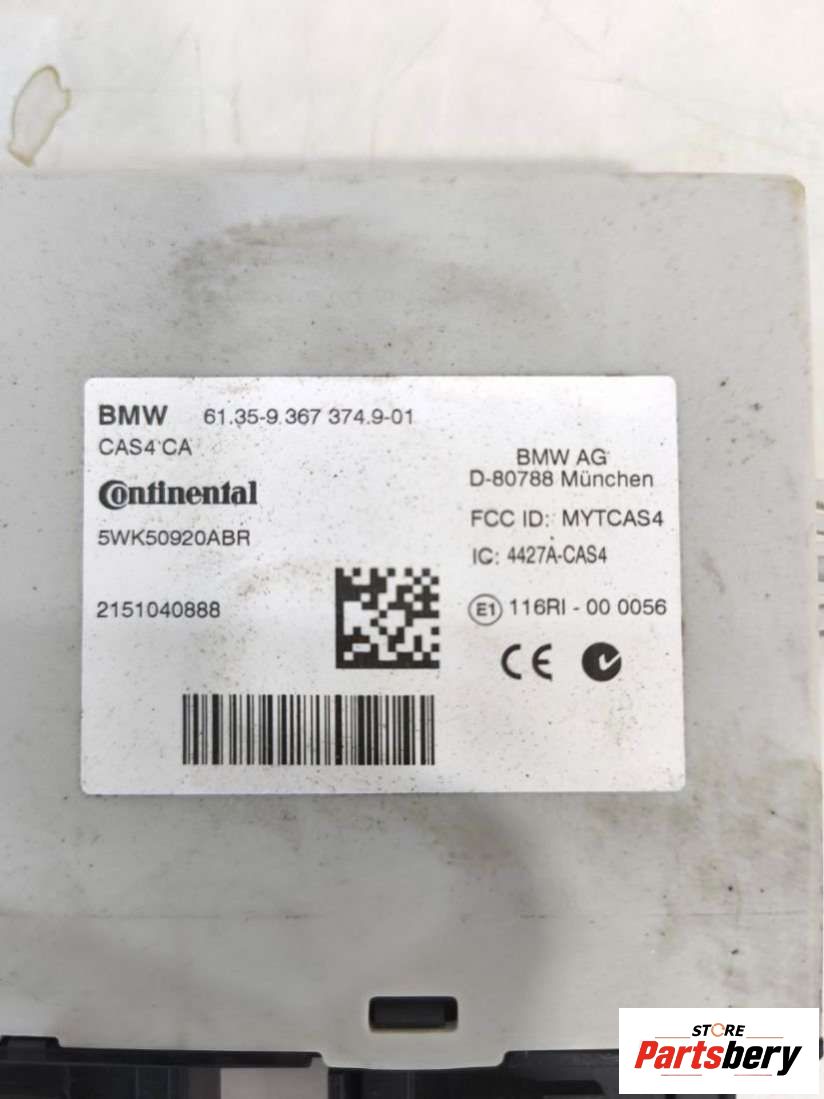 BMW 61.35-9 367 374.9-01
CAS4 CA
Continental
5WK50920ABR
2151040888
BMW AG
D-80788 München
FCC ID: MYTCAS4
IC: 4427A-CAS4
E1 116RI - 00 0056
CE
STORE
Partsbery